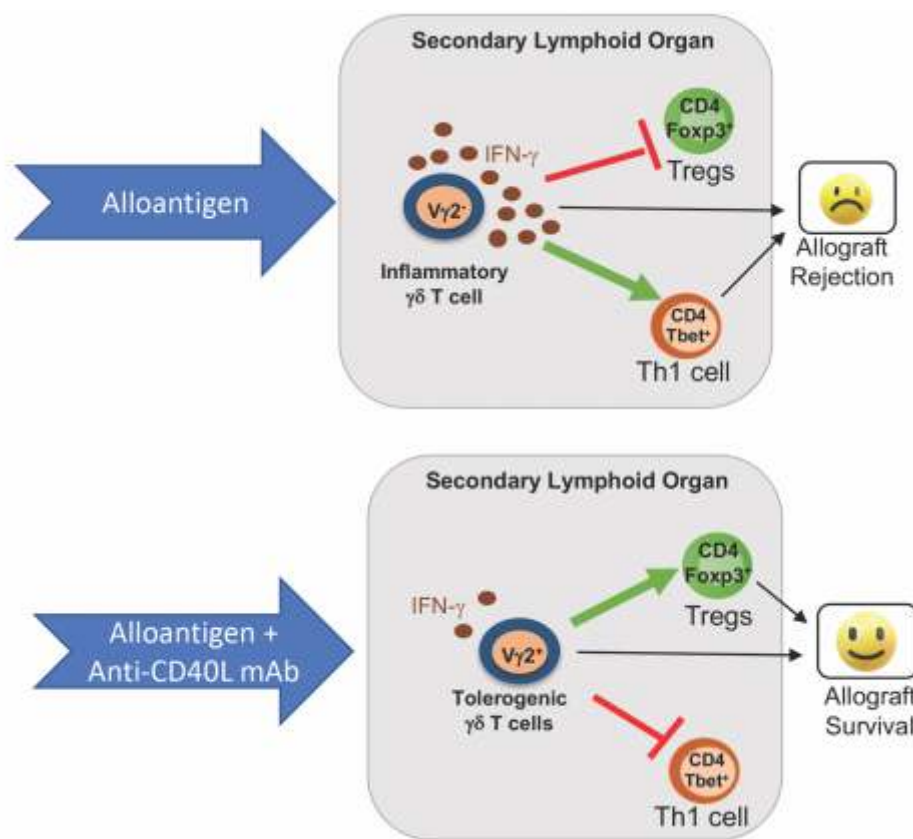 Secondary Lymphoid Organ
Alloantigen
IFN-γ
Vγ2⁻
Inflammatory
γδ T cell
CD4
Foxp3⁺
Tregs
CD4
Tbet⁺
Th1 cell
Allograft
Rejection
Secondary Lymphoid Organ
Alloantigen +
Anti-CD40L mAb
IFN-γ
Vγ2⁺
Tolerogenic
γδ T cells
CD4
Foxp3⁺
Tregs
CD4
Tbet⁺
Th1 cell
Allograft
Survival